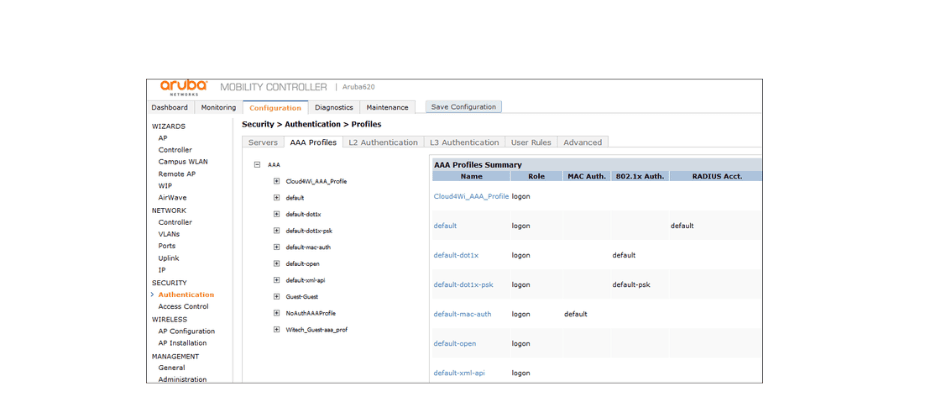 aruba MOBILITY CONTROLLER | Aruba620
NETWORKS
Dashboard Monitoring Configuration Diagnostics Maintenance Save Configuration
WIZARDS
AP
Controller
Campus WLAN
Remote AP
WIP
AirWave
NETWORK
Controller
VLANs
Ports
Uplink
IP
SECURITY
> Authentication
Access Control
WIRELESS
AP Configuration
AP Installation
MANAGEMENT
General
Administration
Security > Authentication > Profiles
Servers AAA Profiles L2 Authentication L3 Authentication User Rules Advanced
AAA
Cloud4Wi_AAA_Profile
default
default-dot1x
default-dot1x-psk
default-mac-auth
default-open
default-xml-api
Guest-Guest
NoAuthAAAProfile
Witech_Guest-aaa_prof
AAA Profiles Summary
Name Role MAC Auth. 802.1x Auth. RADIUS Acct.
Cloud4Wi_AAA_Profile logon
default logon default
default-dot1x logon default
default-dot1x-psk logon default-psk
default-mac-auth logon default
default-open logon
default-xml-api logon